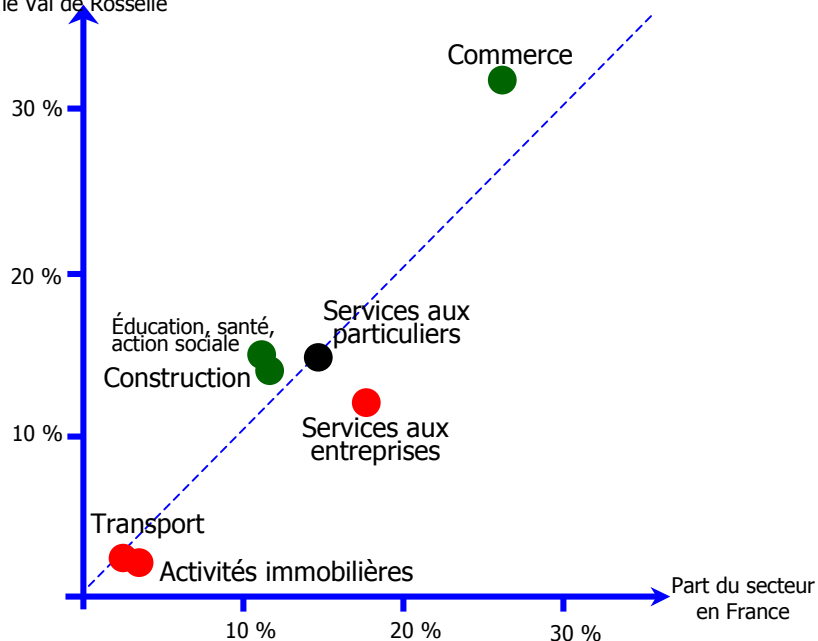 le Val de Rosselle
Commerce
30 %
20 %
Services aux
particuliers
Éducation, santé,
action sociale
Construction
10 %
Services aux
entreprises
Transport
Activités immobilières
Part du secteur
en France
10 %
20 %
30 %